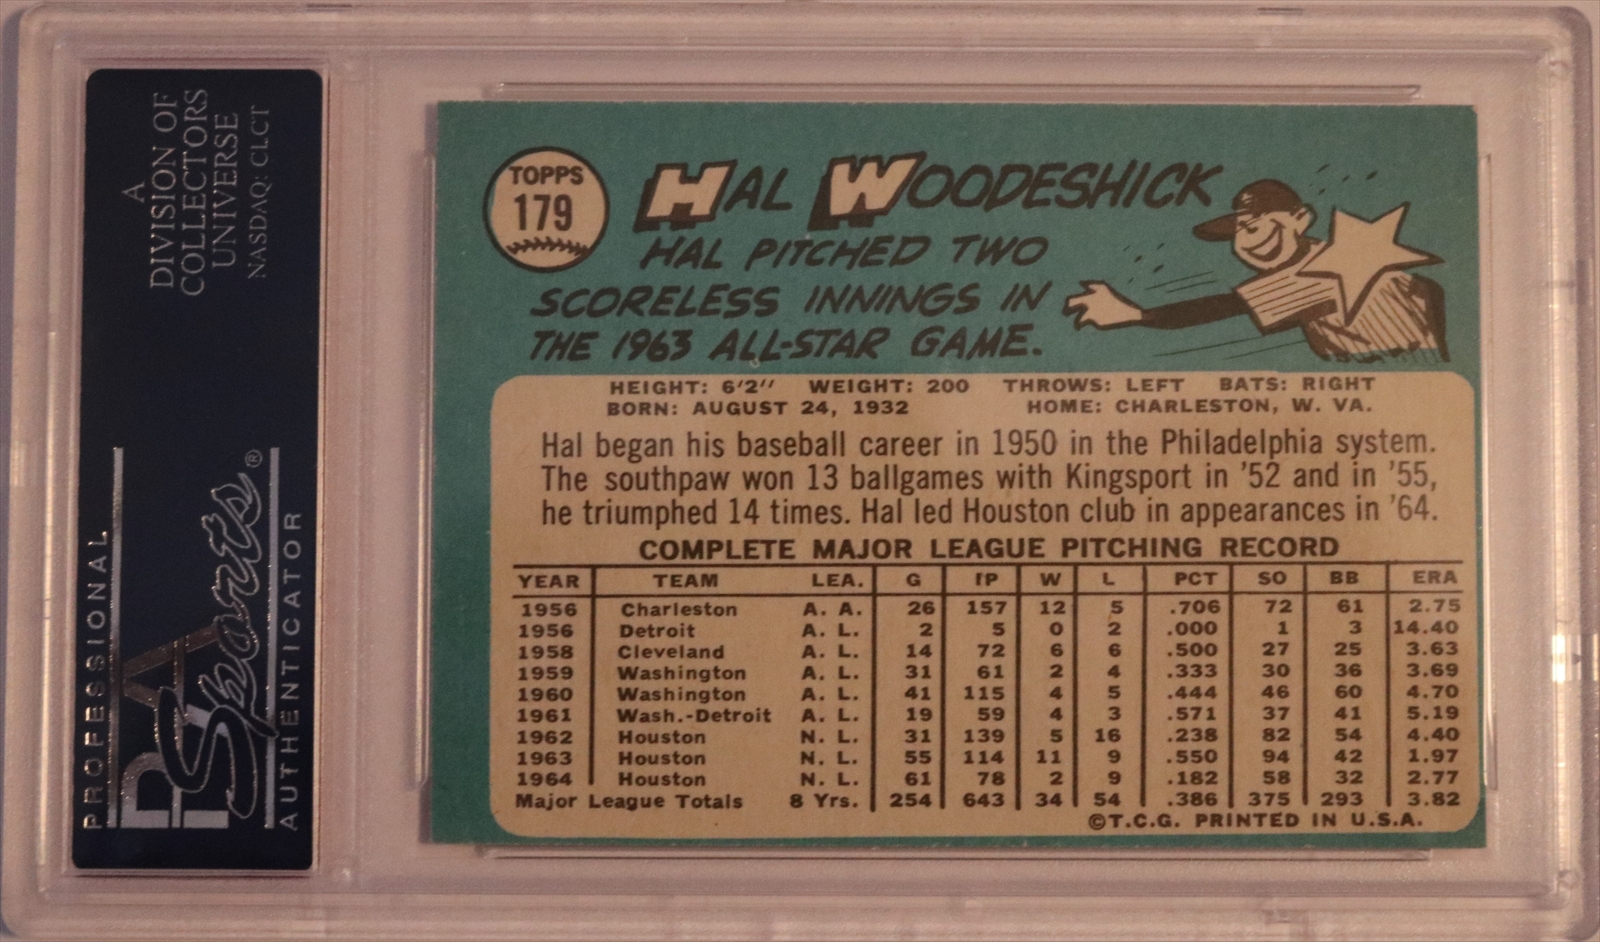 A
DIVISION OF
COLLECTORS
UNIVERSE
NASDAQ: CLCT
PROFESSIONAL
PSA
Sports®
AUTHENTICATOR
TOPPS
179
HAL WOODESHICK
HAL PITCHED TWO
SCORELESS INNINGS IN
THE 1963 ALL-STAR GAME.
HEIGHT: 6'2" WEIGHT: 200 THROWS: LEFT BATS: RIGHT
BORN: AUGUST 24, 1932 HOME: CHARLESTON, W. VA.
Hal began his baseball career in 1950 in the Philadelphia system.
The southpaw won 13 ballgames with Kingsport in '52 and in '55,
he triumphed 14 times. Hal led Houston club in appearances in '64.
COMPLETE MAJOR LEAGUE PITCHING RECORD
YEAR TEAM LEA. G IP W L PCT SO BB ERA
1956 Charleston A. A. 26 157 12 5 .706 72 61 2.75
1956 Detroit A. L. 2 5 0 2 .000 1 3 14.40
1958 Cleveland A. L. 14 72 6 6 .500 27 25 3.63
1959 Washington A. L. 31 61 2 4 .333 30 36 3.69
1960 Washington A. L. 41 115 4 5 .444 46 60 4.70
1961 Wash.-Detroit A. L. 19 59 4 3 .571 37 41 5.19
1962 Houston N. L. 31 139 5 16 .238 82 54 4.40
1963 Houston N. L. 55 114 11 9 .550 94 42 1.97
1964 Houston N. L. 61 78 2 9 .182 58 32 2.77
Major League Totals 8 Yrs. 254 643 34 54 .386 375 293 3.82
©T.C.G. PRINTED IN U.S.A.